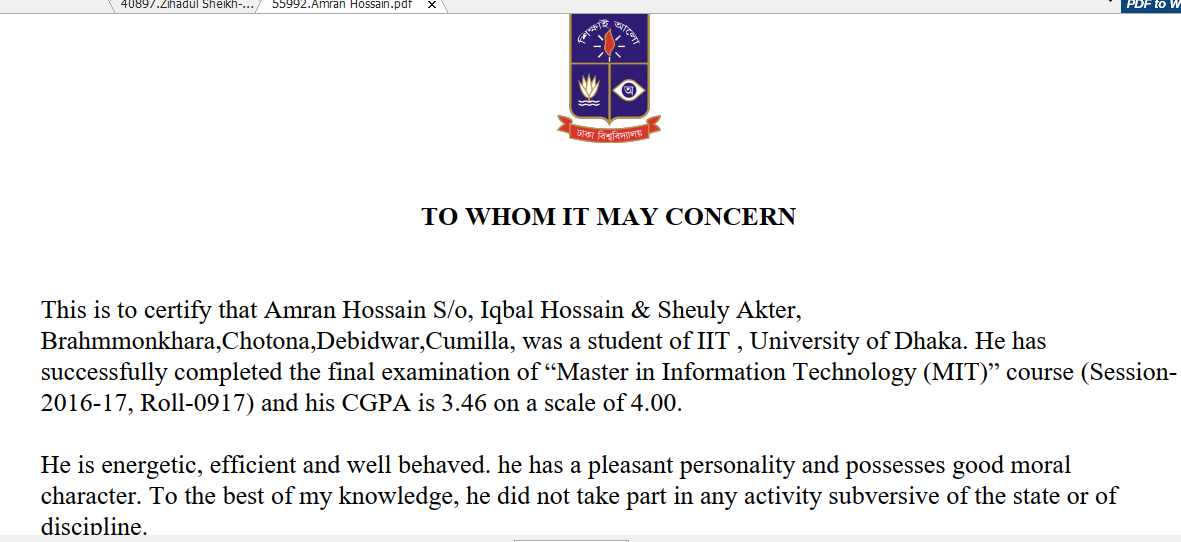 40897.Zihadul Sheikh-... 55992.Amran Hossain.pdf × PDF to W
শিক্ষাই আলো
অ
ঢাকা বিশ্ববিদ্যালয়
TO WHOM IT MAY CONCERN
This is to certify that Amran Hossain S/o, Iqbal Hossain & Sheuly Akter,
Brahmmonkhara,Chotona,Debidwar,Cumilla, was a student of IIT , University of Dhaka. He has
successfully completed the final examination of “Master in Information Technology (MIT)” course (Session-
2016-17, Roll-0917) and his CGPA is 3.46 on a scale of 4.00.
He is energetic, efficient and well behaved. he has a pleasant personality and possesses good moral
character. To the best of my knowledge, he did not take part in any activity subversive of the state or of
discipline.